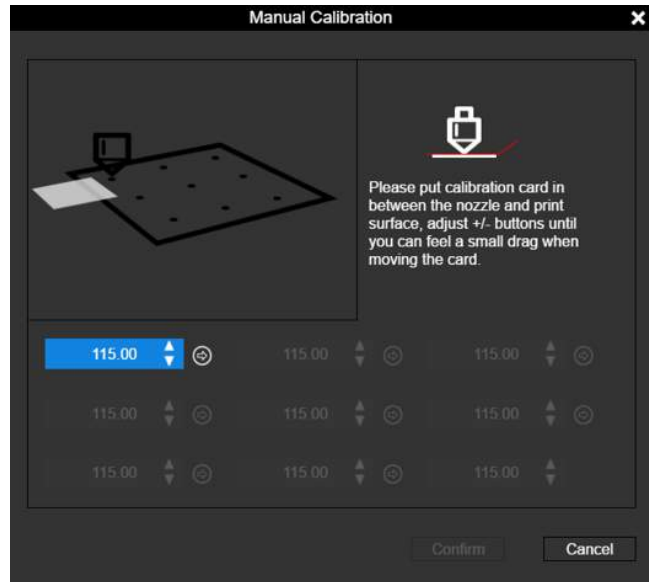 Manual Calibration
Please put calibration card in
between the nozzle and print
surface, adjust +/- buttons until
you can feel a small drag when
moving the card.
115.00 115.00 115.00
115.00 115.00 115.00
115.00 115.00 115.00
Confirm Cancel